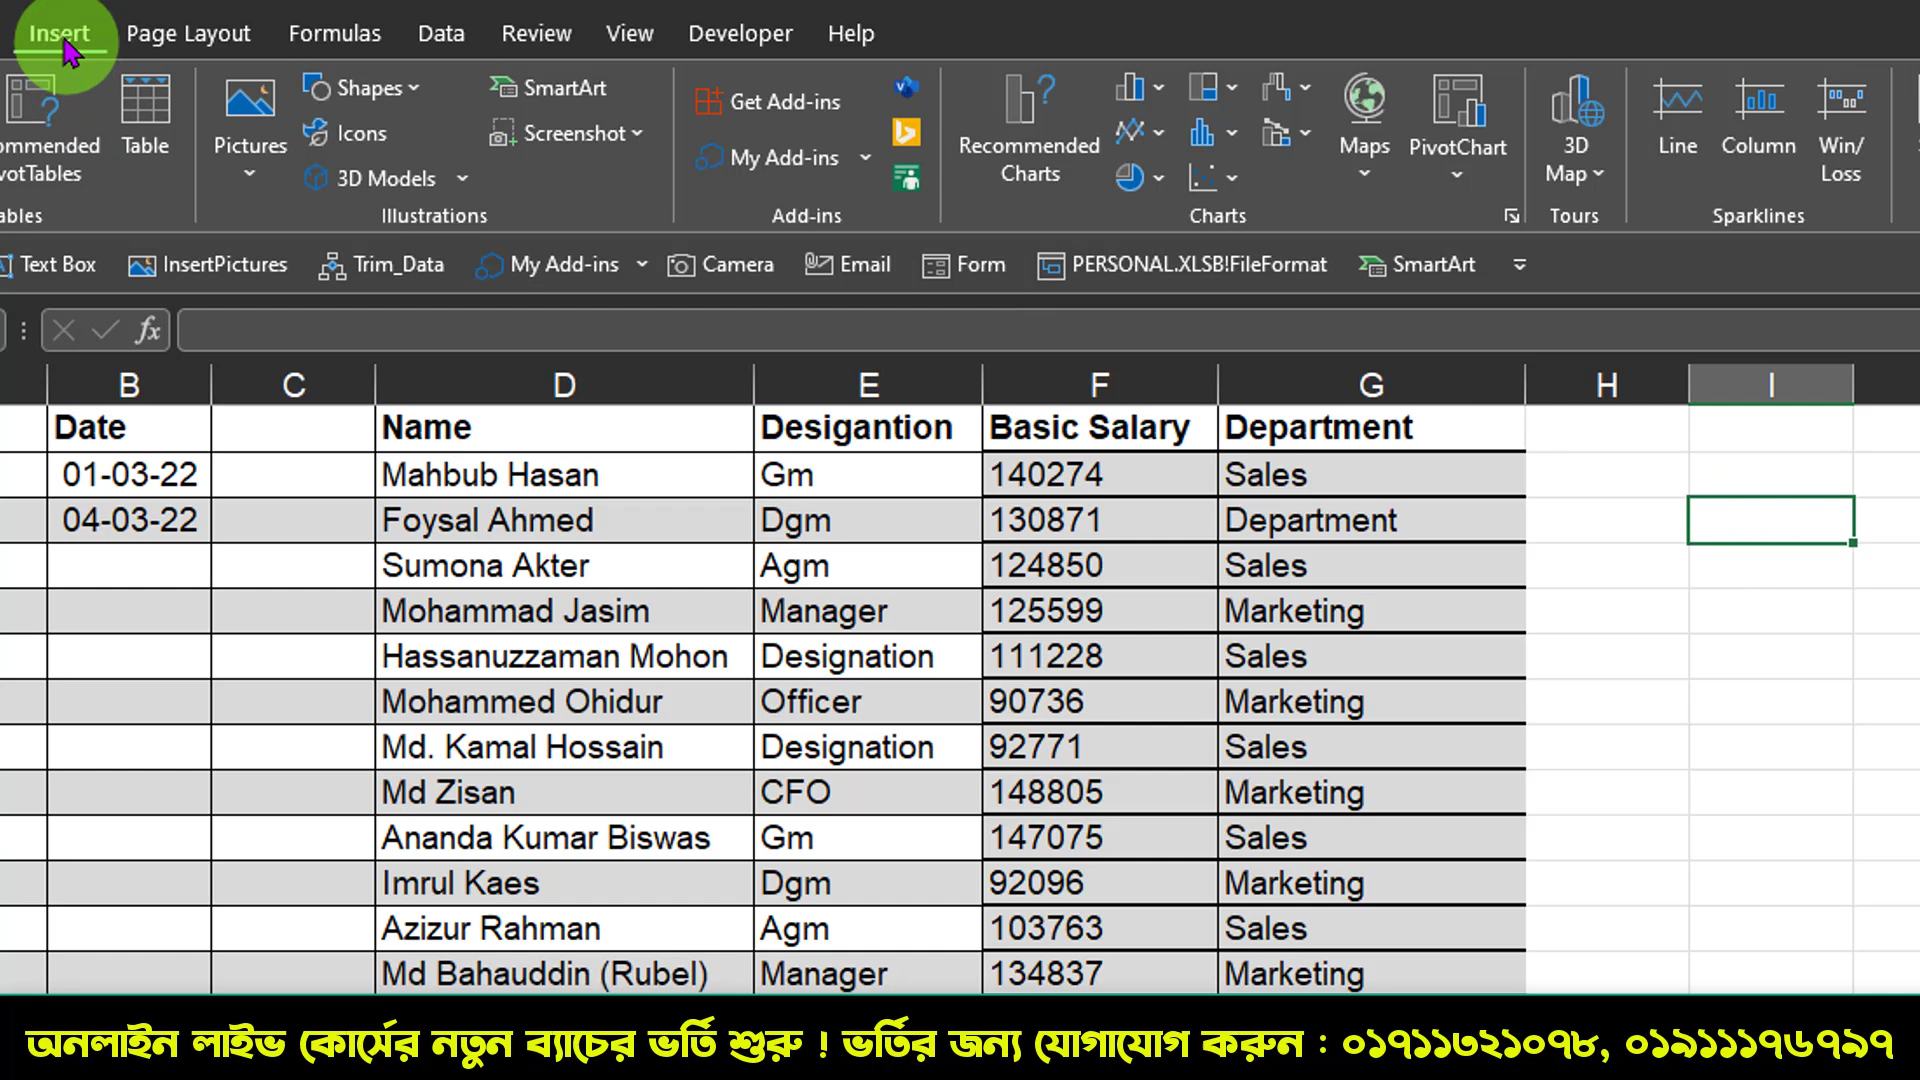 Insert Page Layout Formulas Data Review View Developer Help
ommended
votTables
Table
ables
Pictures
Shapes
Icons
3D Models
SmartArt
Screenshot
Illustrations
Get Add-ins
My Add-ins
Add-ins
Recommended
Charts
Maps
PivotChart
Charts
3D
Map
Tours
Line
Column
Win/
Loss
Sparklines
Text Box InsertPictures Trim_Data My Add-ins Camera Email Form PERSONAL.XLSB!FileFormat SmartArt
fx
B C D E F G H I
Date Name Desigantion Basic Salary Department
01-03-22 Mahbub Hasan Gm 140274 Sales
04-03-22 Foysal Ahmed Dgm 130871 Department
Sumona Akter Agm 124850 Sales
Mohammad Jasim Manager 125599 Marketing
Hassanuzzaman Mohon Designation 111228 Sales
Mohammed Ohidur Officer 90736 Marketing
Md. Kamal Hossain Designation 92771 Sales
Md Zisan CFO 148805 Marketing
Ananda Kumar Biswas Gm 147075 Sales
Imrul Kaes Dgm 92096 Marketing
Azizur Rahman Agm 103763 Sales
Md Bahauddin (Rubel) Manager 134837 Marketing
অনলাইন লাইভ কোর্সের নতুন ব্যাচের ভর্তি শুরু ! ভর্তির জন্য যোগাযোগ করুন : ০১৭১১৩২১০৭৮, ০১৯১১১৭৬৭৯৭